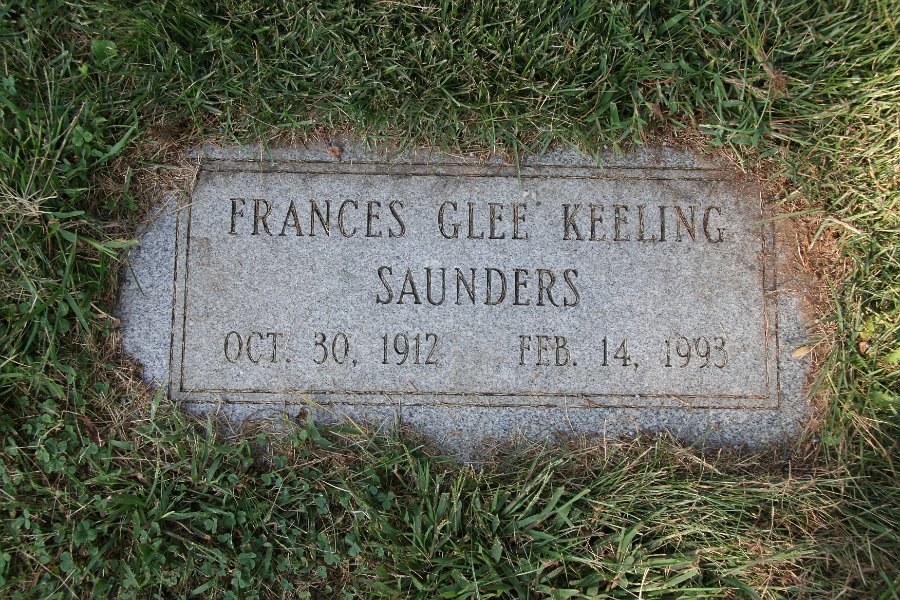 FRANCES GLEE KEELING
SAUNDERS
OCT. 30, 1912 FEB. 14, 1993